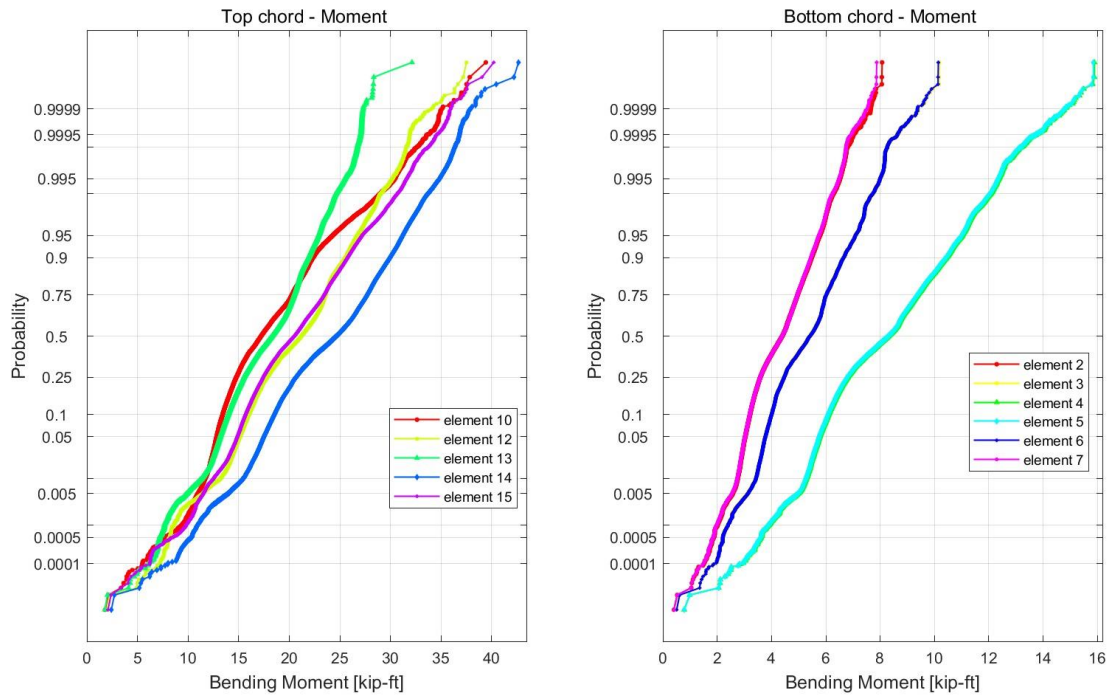 Top chord - Moment
Probability
0.9999
0.9995
0.995
0.95
0.9
0.75
0.5
0.25
0.1
0.05
0.005
0.0005
0.0001
element 10
element 12
element 13
element 14
element 15
0 5 10 15 20 25 30 35 40
Bending Moment [kip-ft]
Bottom chord - Moment
Probability
0.9999
0.9995
0.995
0.95
0.9
0.75
0.5
0.25
0.1
0.05
0.005
0.0005
0.0001
element 2
element 3
element 4
element 5
element 6
element 7
0 2 4 6 8 10 12 14 16
Bending Moment [kip-ft]